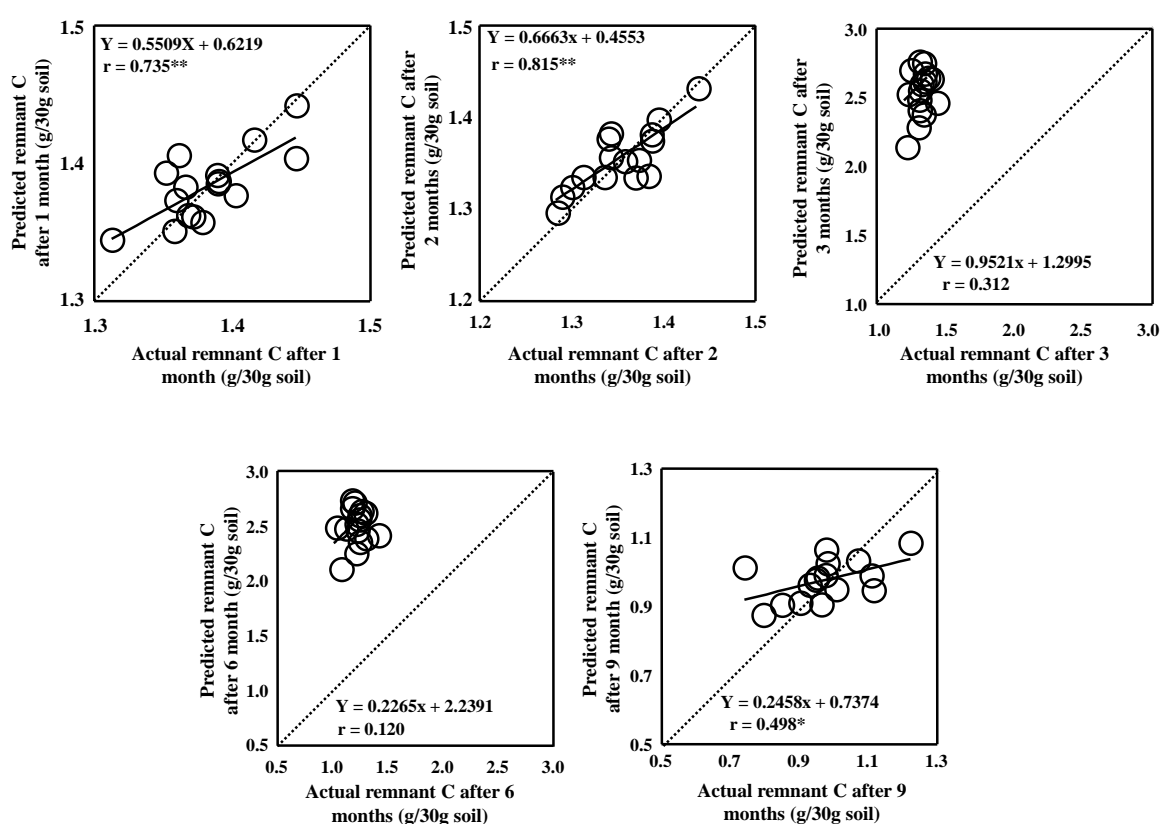 1.5
1.4
1.3
1.3
1.4
1.5
Y = 0.5509X + 0.6219
r = 0.735**
Predicted remnant C
after 1 month (g/30g soil)
Actual remnant C after 1
month (g/30g soil)
1.5
1.4
1.3
1.2
1.2
1.3
1.4
1.5
Y = 0.6663x + 0.4553
r = 0.815**
Predicted remnant C after
2 months (g/30g soil)
Actual remnant C after 2
months (g/30g soil)
3.0
2.5
2.0
1.5
1.0
1.0
1.5
2.0
2.5
3.0
Y = 0.9521x + 1.2995
r = 0.312
Predicted remnant C after
3 months (g/30g soil)
Actual remnant C after 3
months (g/30g soil)
3.0
2.5
2.0
1.5
1.0
0.5
0.5
1.0
1.5
2.0
2.5
3.0
Y = 0.2265x + 2.2391
r = 0.120
Predicted remnant C
after 6 month (g/30g soil)
Actual remnant C after 6
months (g/30g soil)
1.3
1.1
0.9
0.7
0.5
0.5
0.7
0.9
1.1
1.3
Y = 0.2458x + 0.7374
r = 0.498*
Predicted remnant C
after 9 month (g/30g soil)
Actual remnant C after 9
months (g/30g soil)